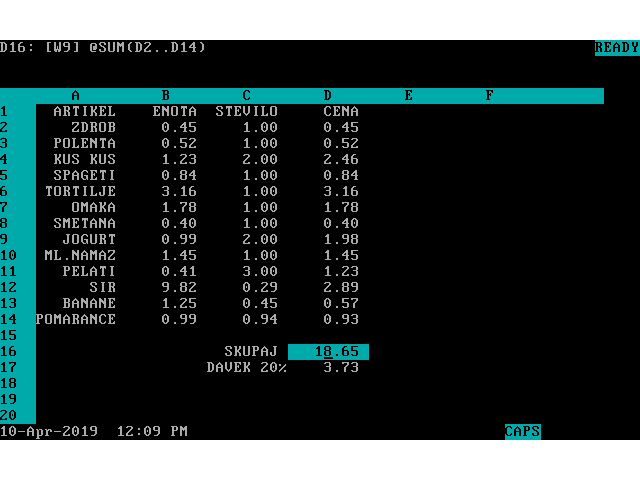 D16: [W9] @SUM(D2..D14) READY
A B C D E F
1 ARTIKEL ENOTA STEVILO CENA
2 ZDROB 0.45 1.00 0.45
3 POLENTA 0.52 1.00 0.52
4 KUS KUS 1.23 2.00 2.46
5 SPAGETI 0.84 1.00 0.84
6 TORTILJE 3.16 1.00 3.16
7 OMAKA 1.78 1.00 1.78
8 SMETANA 0.40 1.00 0.40
9 JOGURT 0.99 2.00 1.98
10 ML.NAMAZ 1.45 1.00 1.45
11 PELATI 0.41 3.00 1.23
12 SIR 9.82 0.29 2.89
13 BANANE 1.25 0.45 0.57
14 POMARANCE 0.99 0.94 0.93
15
16 SKUPAJ 18.65
17 DAVEK 20% 3.73
18
19
20
10-Apr-2019 12:09 PM CAPS